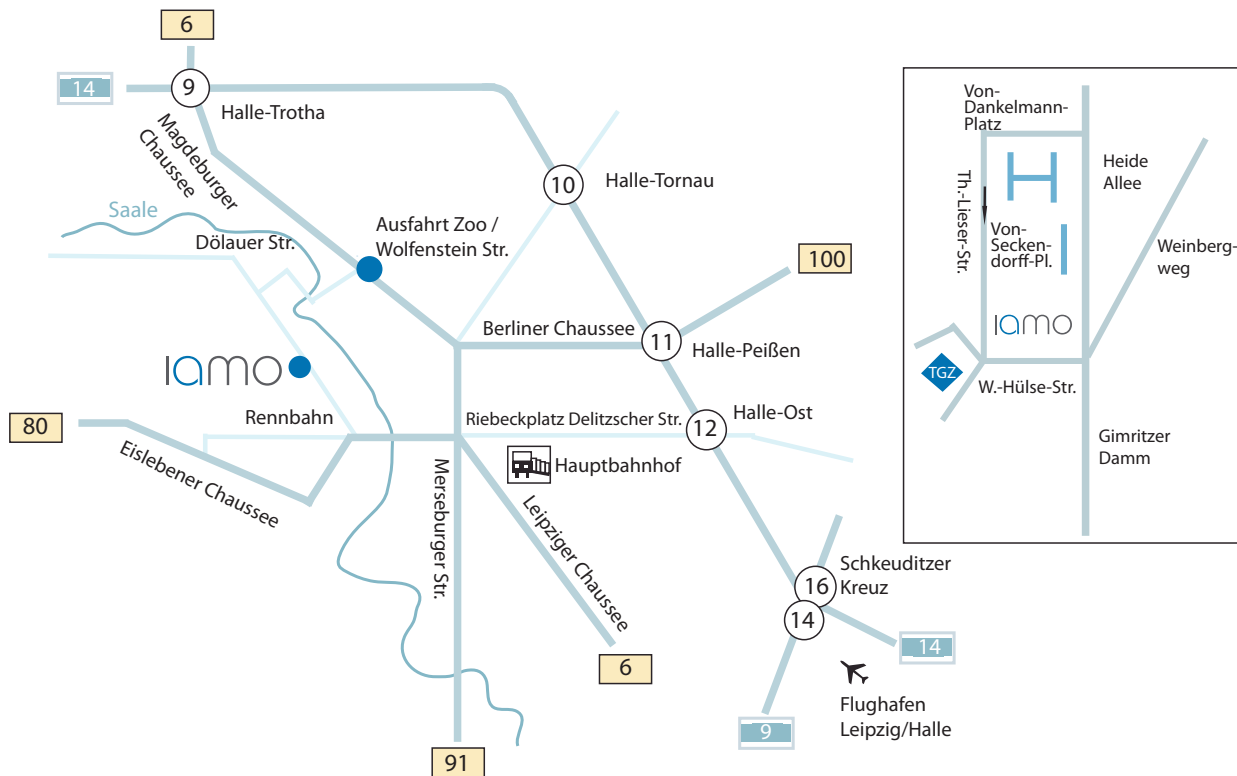 6
14
9
Halle-Trotha
Magdeburger
Chaussee
Saale
Dölauer Str.
Ausfahrt Zoo /
Wolfenstein Str.
10
Halle-Tornau
100
Berliner Chaussee
11
Halle-Peißen
IAMO
Rennbahn
80
Eislebener Chaussee
Riebeckplatz Delitzscher Str.
12
Halle-Ost
Hauptbahnhof
Merseburger Str.
Leipziger Chaussee
6
91
16
14
Schkeuditzer
Kreuz
14
9
Flughafen
Leipzig/Halle
Von-
Dankelmann-
Platz
Heide
Allee
Th.-Lieser-Str.
Von-
Secken-
dorff-Pl.
Weinberg-
weg
IAMO
TGZ
W.-Hülse-Str.
Gimritzer
Damm